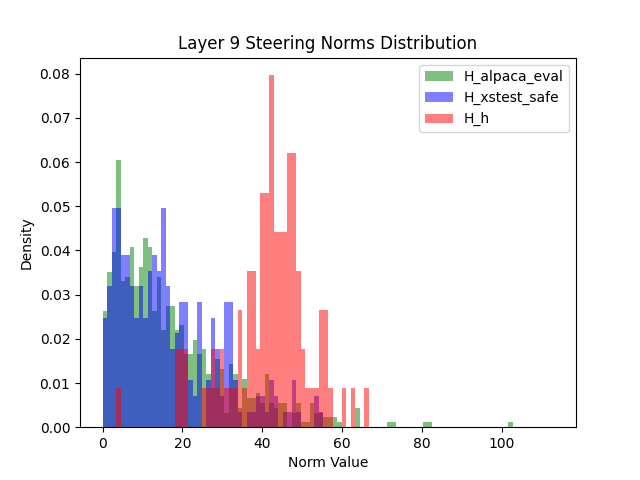 Layer 9 Steering Norms Distribution
H_alpaca_eval
H_xstest_safe
H_h
Density
0.08
0.07
0.06
0.05
0.04
0.03
0.02
0.01
0.00
0 20 40 60 80 100
Norm Value